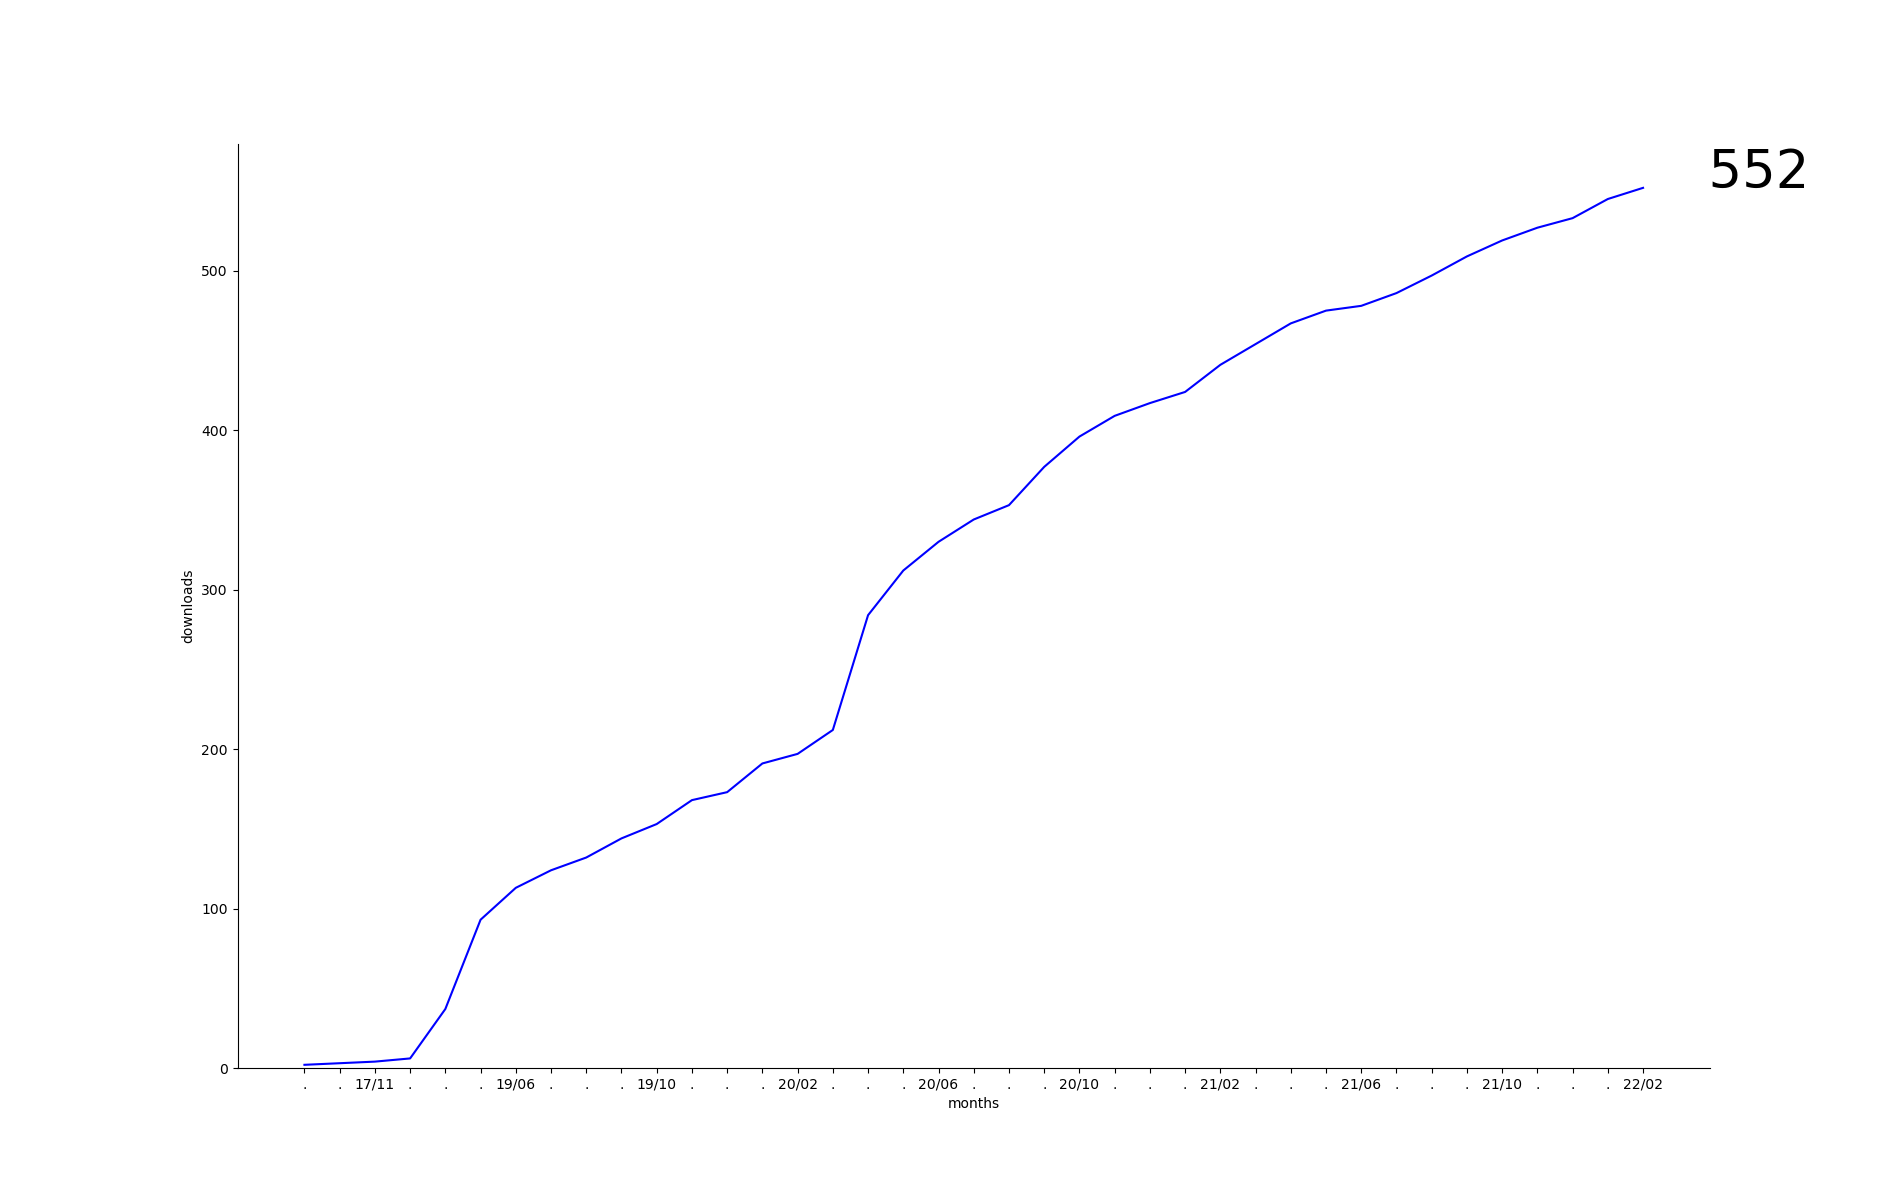 552
500
400
300
200
100
0
downloads
. . 17/11 . . . 19/06 . . . 19/10 . . . 20/02 . . . 20/06 . . . 20/10 . . . 21/02 . . . 21/06 . . . 21/10 . . . 22/02
months